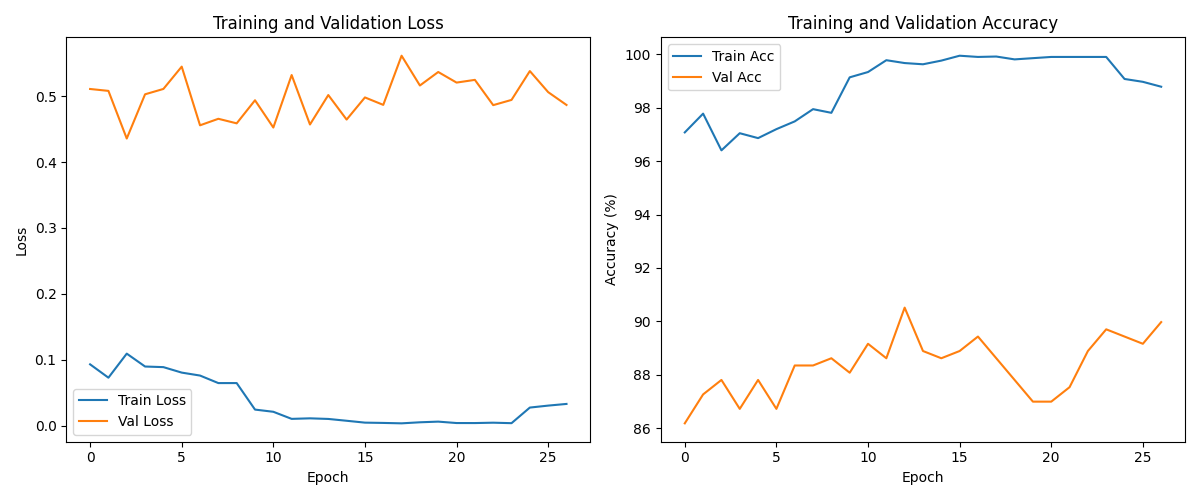 Training and Validation Loss
0.5
0.4
0.3
0.2
0.1
0.0
Loss
Train Loss
Val Loss
0 5 10 15 20 25
Epoch
Training and Validation Accuracy
Train Acc
Val Acc
100
98
96
94
92
90
88
86
Accuracy (%)
0 5 10 15 20 25
Epoch